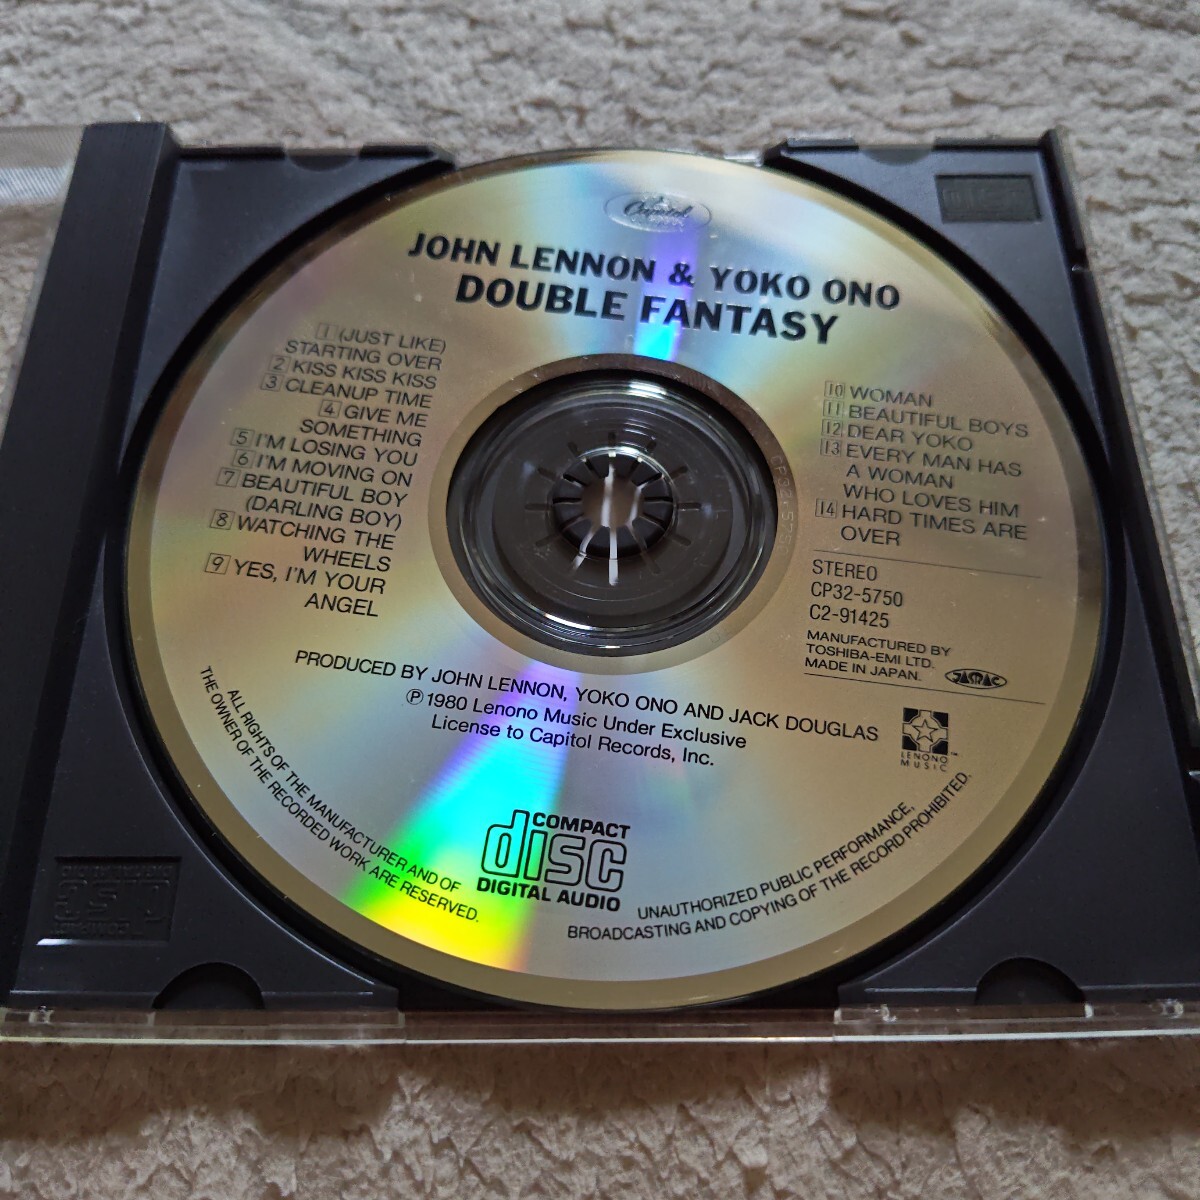 Capitol
JOHN LENNON & YOKO ONO
DOUBLE FANTASY
1 (JUST LIKE)
STARTING OVER
2 KISS KISS KISS
3 CLEANUP TIME
4 GIVE ME
SOMETHING
5 I'M LOSING YOU
6 I'M MOVING ON
7 BEAUTIFUL BOY
(DARLING BOY)
8 WATCHING THE
WHEELS
9 YES, I'M YOUR
ANGEL
10 WOMAN
11 BEAUTIFUL BOYS
12 DEAR YOKO
13 EVERY MAN HAS
A WOMAN
WHO LOVES HIM
14 HARD TIMES ARE
OVER
STEREO
CP32-5750
C2-91425
MANUFACTURED BY
TOSHIBA-EMI LTD.
MADE IN JAPAN.
JASRAC
PRODUCED BY JOHN LENNON, YOKO ONO AND JACK DOUGLAS
℗ 1980 Lenono Music Under Exclusive
License to Capitol Records, Inc.
LENONO
MUSIC
™
COMPACT
disc
DIGITAL AUDIO
ALL RIGHTS OF THE MANUFACTURER AND OF
THE OWNER OF THE RECORDED WORK ARE RESERVED.
UNAUTHORIZED PUBLIC PERFORMANCE,
BROADCASTING AND COPYING OF THE RECORD PROHIBITED.